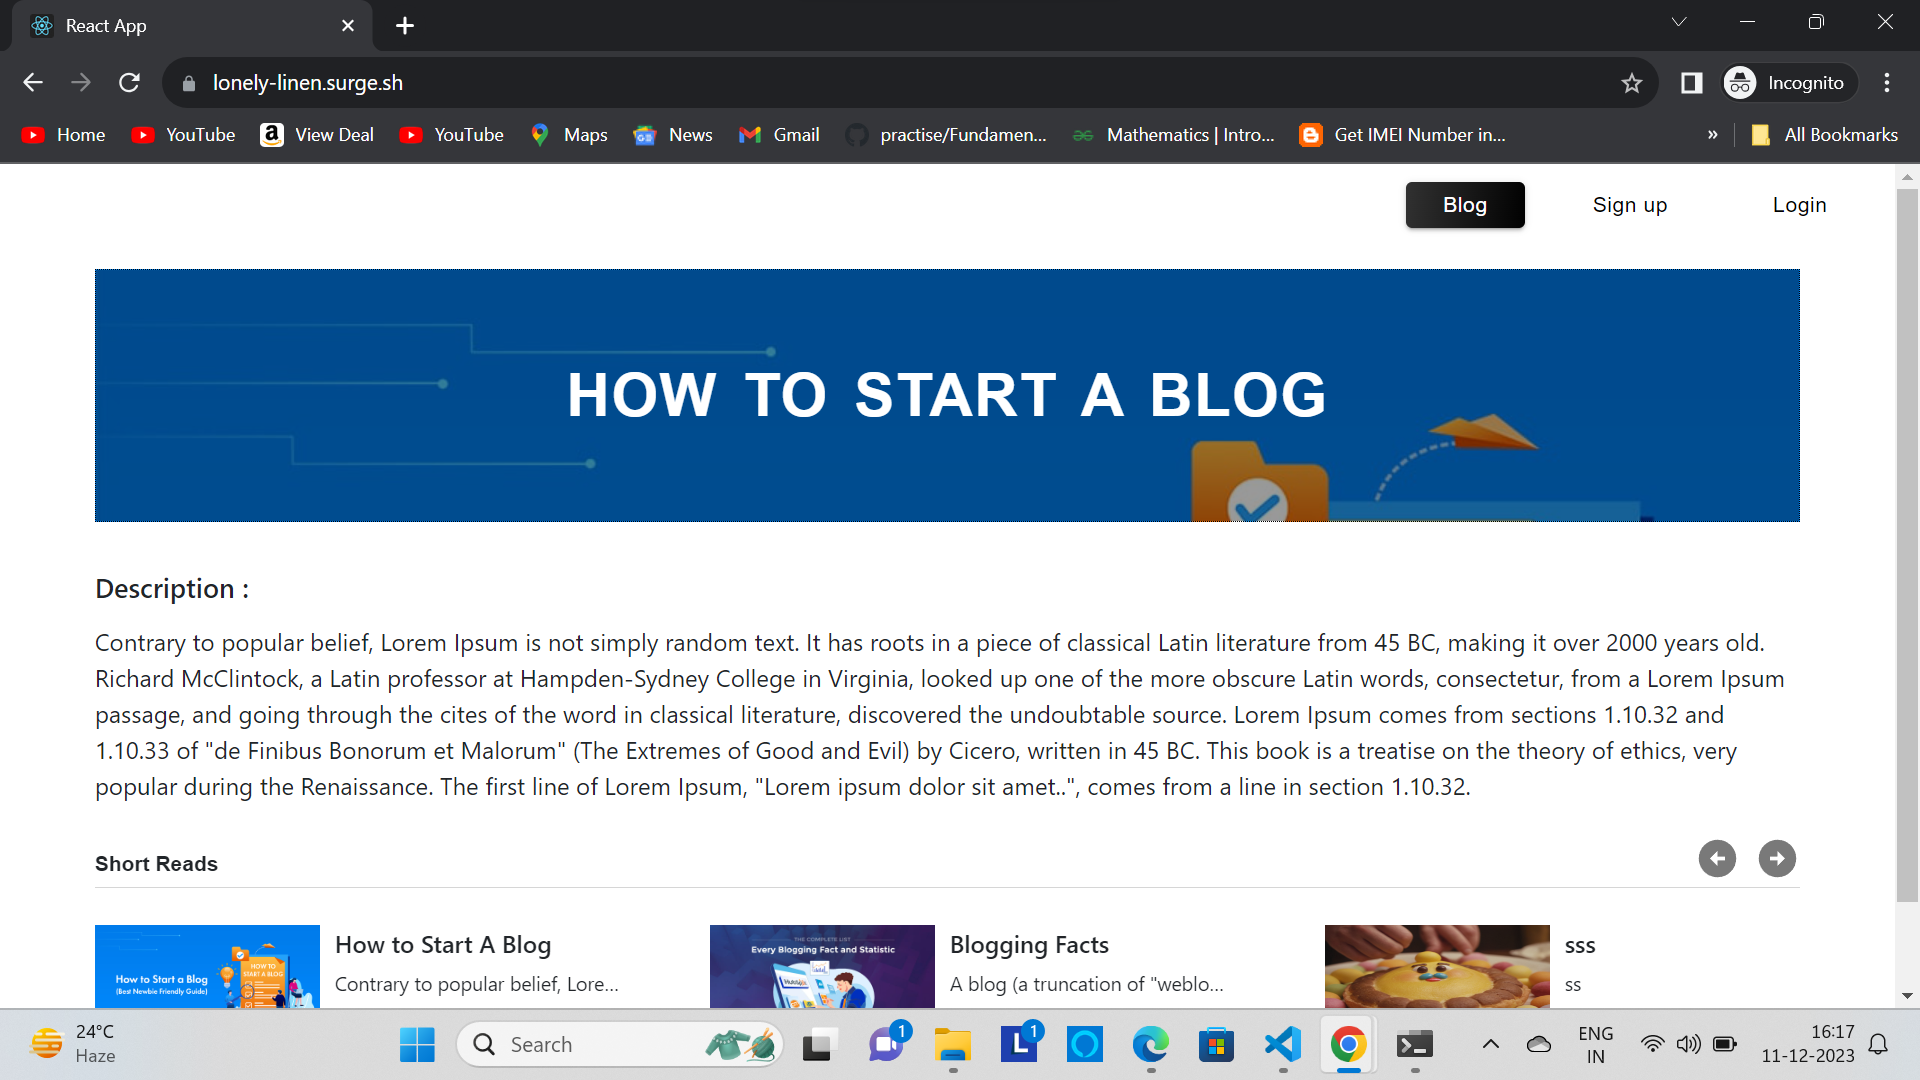 React App
lonely-linen.surge.sh
Incognito
Home YouTube View Deal YouTube Maps News Gmail practise/Fundamen... Mathematics | Intro... Get IMEI Number in... » All Bookmarks
Blog Sign up Login
HOW TO START A BLOG
Description :
Contrary to popular belief, Lorem Ipsum is not simply random text. It has roots in a piece of classical Latin literature from 45 BC, making it over 2000 years old.
Richard McClintock, a Latin professor at Hampden-Sydney College in Virginia, looked up one of the more obscure Latin words, consectetur, from a Lorem Ipsum
passage, and going through the cites of the word in classical literature, discovered the undoubtable source. Lorem Ipsum comes from sections 1.10.32 and
1.10.33 of "de Finibus Bonorum et Malorum" (The Extremes of Good and Evil) by Cicero, written in 45 BC. This book is a treatise on the theory of ethics, very
popular during the Renaissance. The first line of Lorem Ipsum, "Lorem ipsum dolor sit amet..", comes from a line in section 1.10.32.
Short Reads
How to Start a Blog
(Best Newbie Friendly Guide)
HOW TO
START A BLOG
How to Start A Blog
Contrary to popular belief, Lore...
THE COMPLETE LIST
Every Blogging Fact and Statistic
HubSpot
Blogging Facts
A blog (a truncation of "weblo...
sss
ss
24°C
Haze
Search
1
1
L
ENG
IN
16:17
11-12-2023